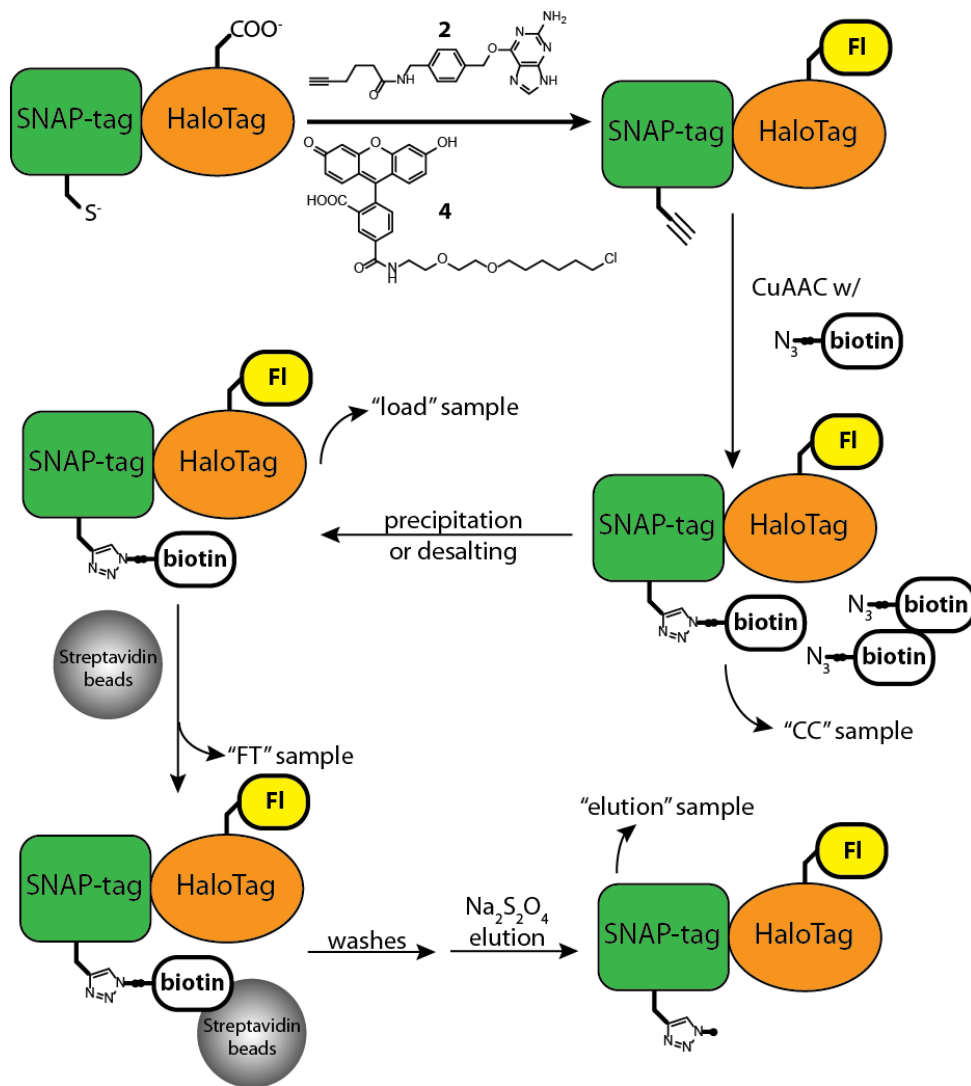 COO⁻
SNAP-tag
HaloTag
S⁻
2
O
N
H
O
N
NH₂
N
N
N
NH
O
O
OH
HOOC
4
O
N
H
O
O
Cl
Fl
SNAP-tag
HaloTag
CuAAC w/
N₃
biotin
Fl
SNAP-tag
HaloTag
N
N
N
biotin
N₃
biotin
N₃
biotin
"CC" sample
precipitation
or desalting
Fl
"load" sample
SNAP-tag
HaloTag
N
N
N
biotin
Streptavidin
beads
"FT" sample
Fl
SNAP-tag
HaloTag
N
N
N
biotin
Streptavidin
beads
washes
Na₂S₂O₄
elution
"elution" sample
Fl
SNAP-tag
HaloTag
N
N
N